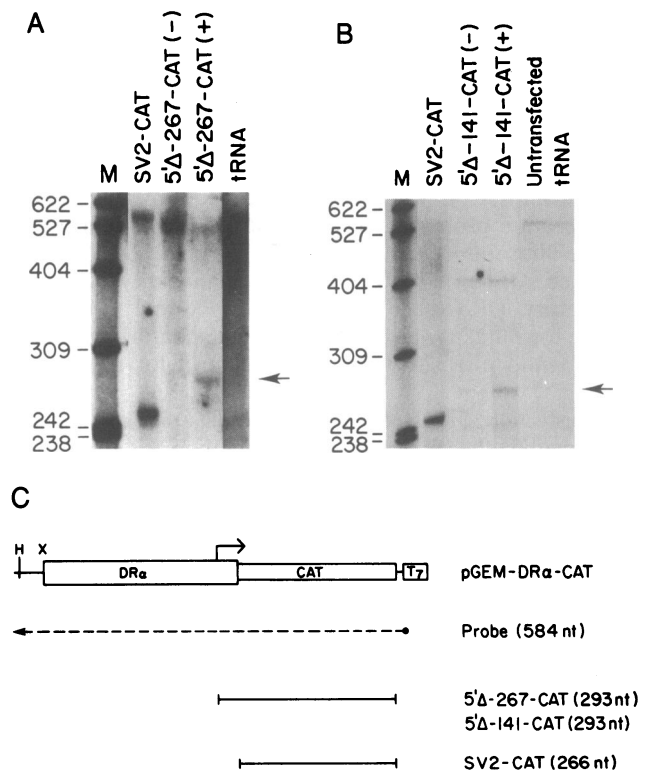 A
M
SV2-CAT
5'Δ-267-CAT (-)
5'Δ-267-CAT (+)
tRNA
622
527
404
309
242
238
B
M
SV2-CAT
5'Δ-141-CAT (-)
5'Δ-141-CAT (+)
Untransfected
tRNA
622
527
404
309
242
238
C
H X
DRα CAT T7 pGEM-DRα-CAT
Probe (584 nt)
5'Δ-267-CAT (293nt)
5'Δ-141-CAT (293nt)
SV2-CAT (266 nt)